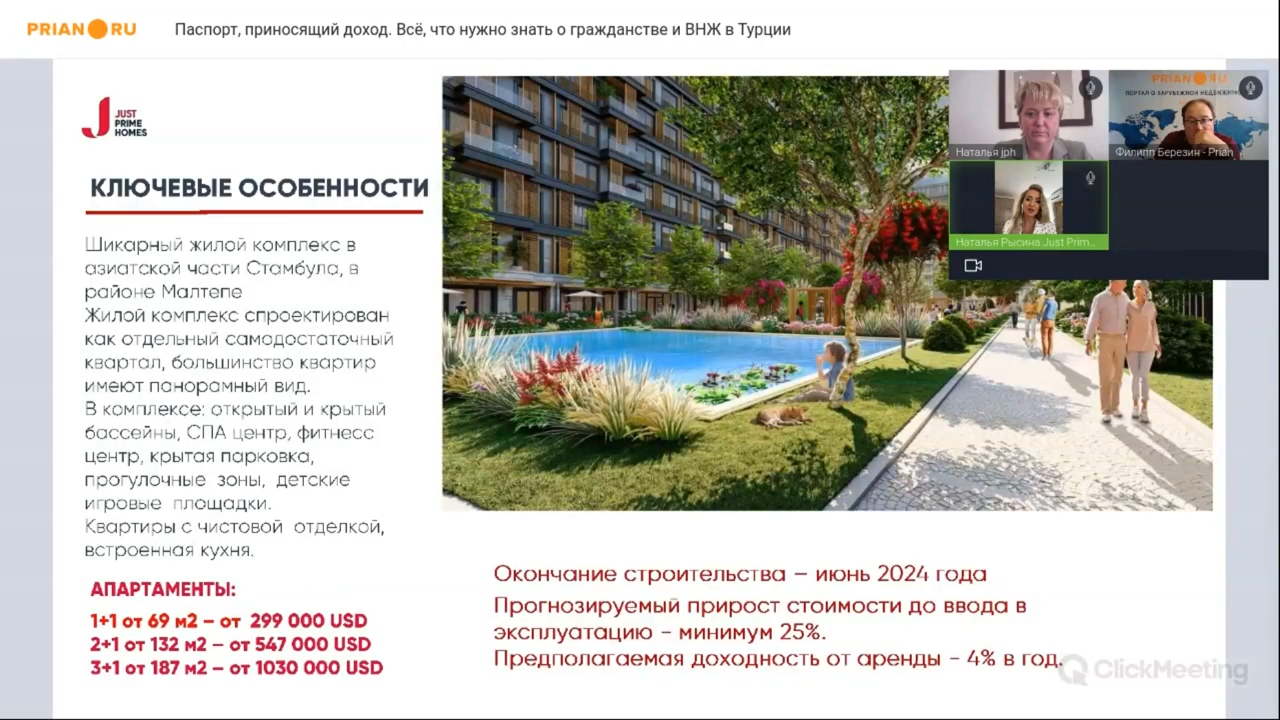 PRIAN RU
Паспорт, приносящий доход. Всё, что нужно знать о гражданстве и ВНЖ в Турции
JUST
PRIME
HOMES
PRIAN RU
ПОРТАЛ О ЗАРУБЕЖНОЙ НЕДВИЖИМО
Наталья jph
Филипп Березин - Prian
Наталья Рысина Just Prim...
КЛЮЧЕВЫЕ ОСОБЕННОСТИ
Шикарный жилой комплекс в
азиатской части Стамбула, в
районе Малтепе
Жилой комплекс спроектирован
как отдельный самодостаточный
квартал, большинство квартир
имеют панорамный вид.
В комплексе: открытый и крытый
бассейны, СПА центр, фитнесс
центр, крытая парковка,
прогулочные зоны, детские
игровые площадки.
Квартиры с чистовой отделкой,
встроенная кухня.
АПАРТАМЕНТЫ:
1+1 от 69 м2 – от 299 000 USD
2+1 от 132 м2 – от 547 000 USD
3+1 от 187 м2 – от 1030 000 USD
Окончание строительства – июнь 2024 года
Прогнозируемый прирост стоимости до ввода в
эксплуатацию - минимум 25%.
Предполагаемая доходность от аренды - 4% в год.
ClickMeeting